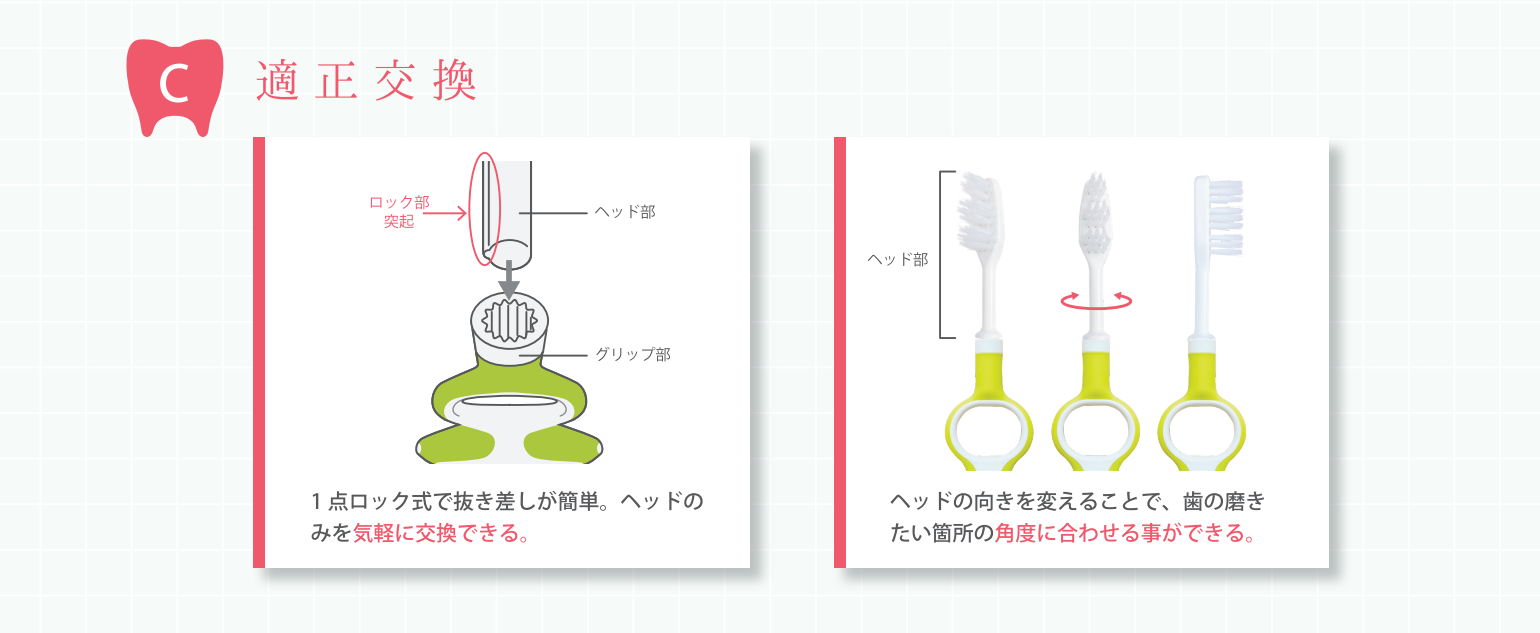 C
適正交換
ロック部
突起
ヘッド部
グリップ部
1点ロック式で抜き差しが簡単。ヘッドの
みを気軽に交換できる。
ヘッド部
ヘッドの向きを変えることで、歯の磨き
たい箇所の角度に合わせる事ができる。